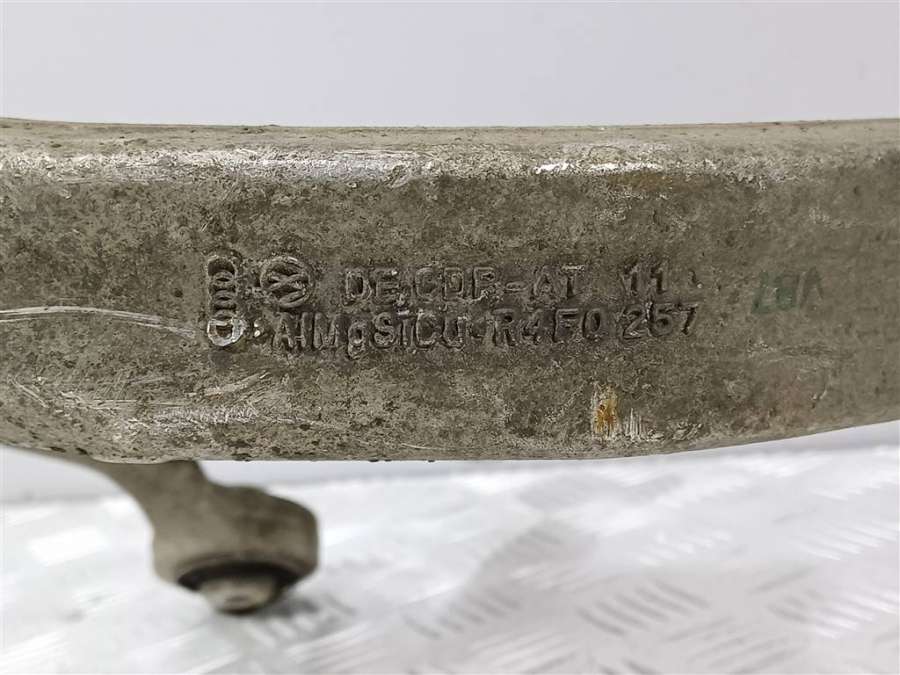 DE.CDP-AT 11
AlMgSiCu-R4F0 257